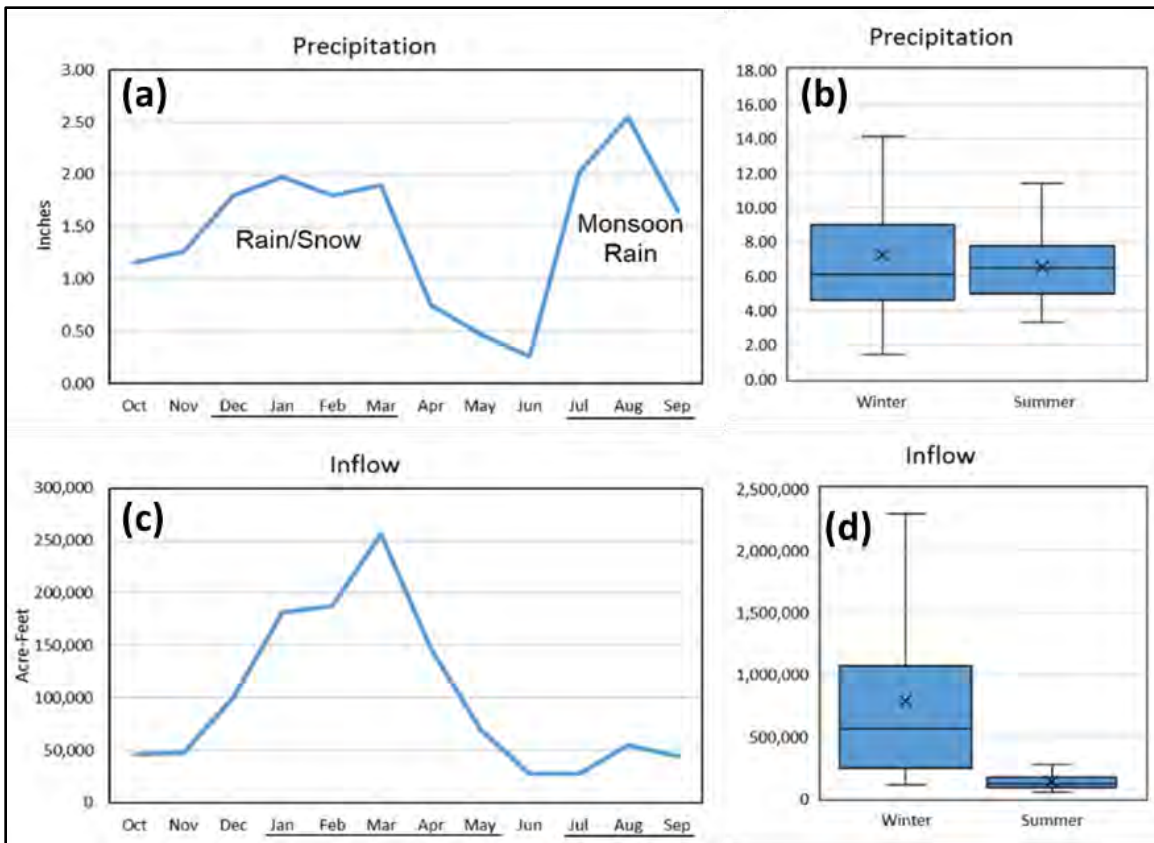 Precipitation
(a)
3.00
2.50
2.00
1.50
1.00
0.50
0.00
Inches
Rain/Snow
Monsoon
Rain
Oct Nov Dec Jan Feb Mar Apr May Jun Jul Aug Sep
Precipitation
(b)
18.00
16.00
14.00
12.00
10.00
8.00
6.00
4.00
2.00
0.00
Winter Summer
Inflow
(c)
300,000
250,000
200,000
150,000
100,000
50,000
0
Acre-Feet
Oct Nov Dec Jan Feb Mar Apr May Jun Jul Aug Sep
Inflow
(d)
2,500,000
2,000,000
1,500,000
1,000,000
500,000
0
Winter Summer